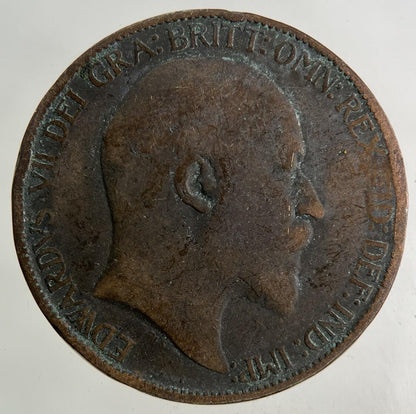 EDWARDVS VII DEI GRA: BRITT: OMN: REX FID: DEF: IND: IMP: